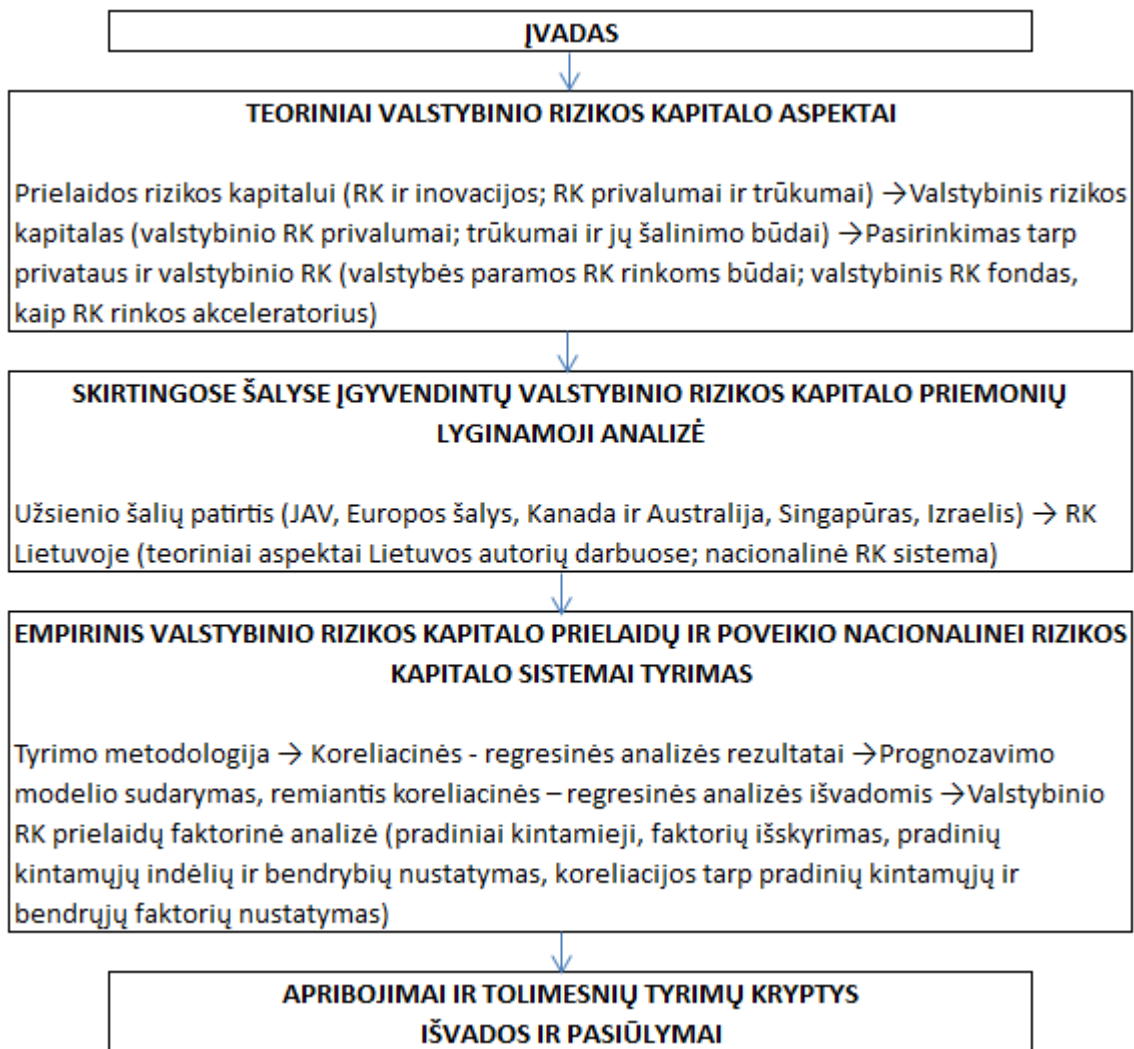 ĮVADAS
TEORINIAI VALSTYBINIO RIZIKOS KAPITALO ASPEKTAI
Prielaidos rizikos kapitalui (RK ir inovacijos; RK privalumai ir trūkumai) →Valstybinis rizikos
kapitalas (valstybinio RK privalumai; trūkumai ir jų šalinimo būdai) →Pasirinkimas tarp
privataus ir valstybinio RK (valstybės paramos RK rinkoms būdai; valstybinis RK fondas,
kaip RK rinkos akceleratorius)
SKIRTINGOSE ŠALYSE ĮGYVENDINTŲ VALSTYBINIO RIZIKOS KAPITALO PRIEMONIŲ
LYGINAMOJI ANALIZĖ
Užsienio šalių patirtis (JAV, Europos šalys, Kanada ir Australija, Singapūras, Izraelis) → RK
Lietuvoje (teoriniai aspektai Lietuvos autorių darbuose; nacionalinė RK sistema)
EMPIRINIS VALSTYBINIO RIZIKOS KAPITALO PRIELAIDŲ IR POVEIKIO NACIONALINEI RIZIKOS
KAPITALO SISTEMAI TYRIMAS
Tyrimo metodologija → Koreliacinės - regresinės analizės rezultatai →Prognozavimo
modelio sudarymas, remiantis koreliacinės – regresinės analizės išvadomis →Valstybinio
RK prielaidų faktorinė analizė (pradiniai kintamieji, faktorių išskyrimas, pradinių
kintamųjų indėlių ir bendrybių nustatymas, koreliacijos tarp pradinių kintamųjų ir
bendrųjų faktorių nustatymas)
APRIBOJIMAI IR TOLIMESNIŲ TYRIMŲ KRYPTYS
IŠVADOS IR PASIŪLYMAI